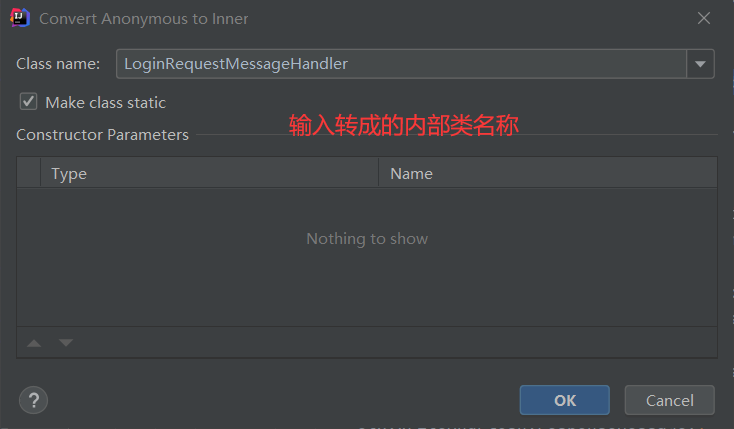 Convert Anonymous to Inner
Class name: LoginRequestMessageHandler
Make class static
输入转成的内部类名称
Constructor Parameters
Type Name
Nothing to show
? OK Cancel